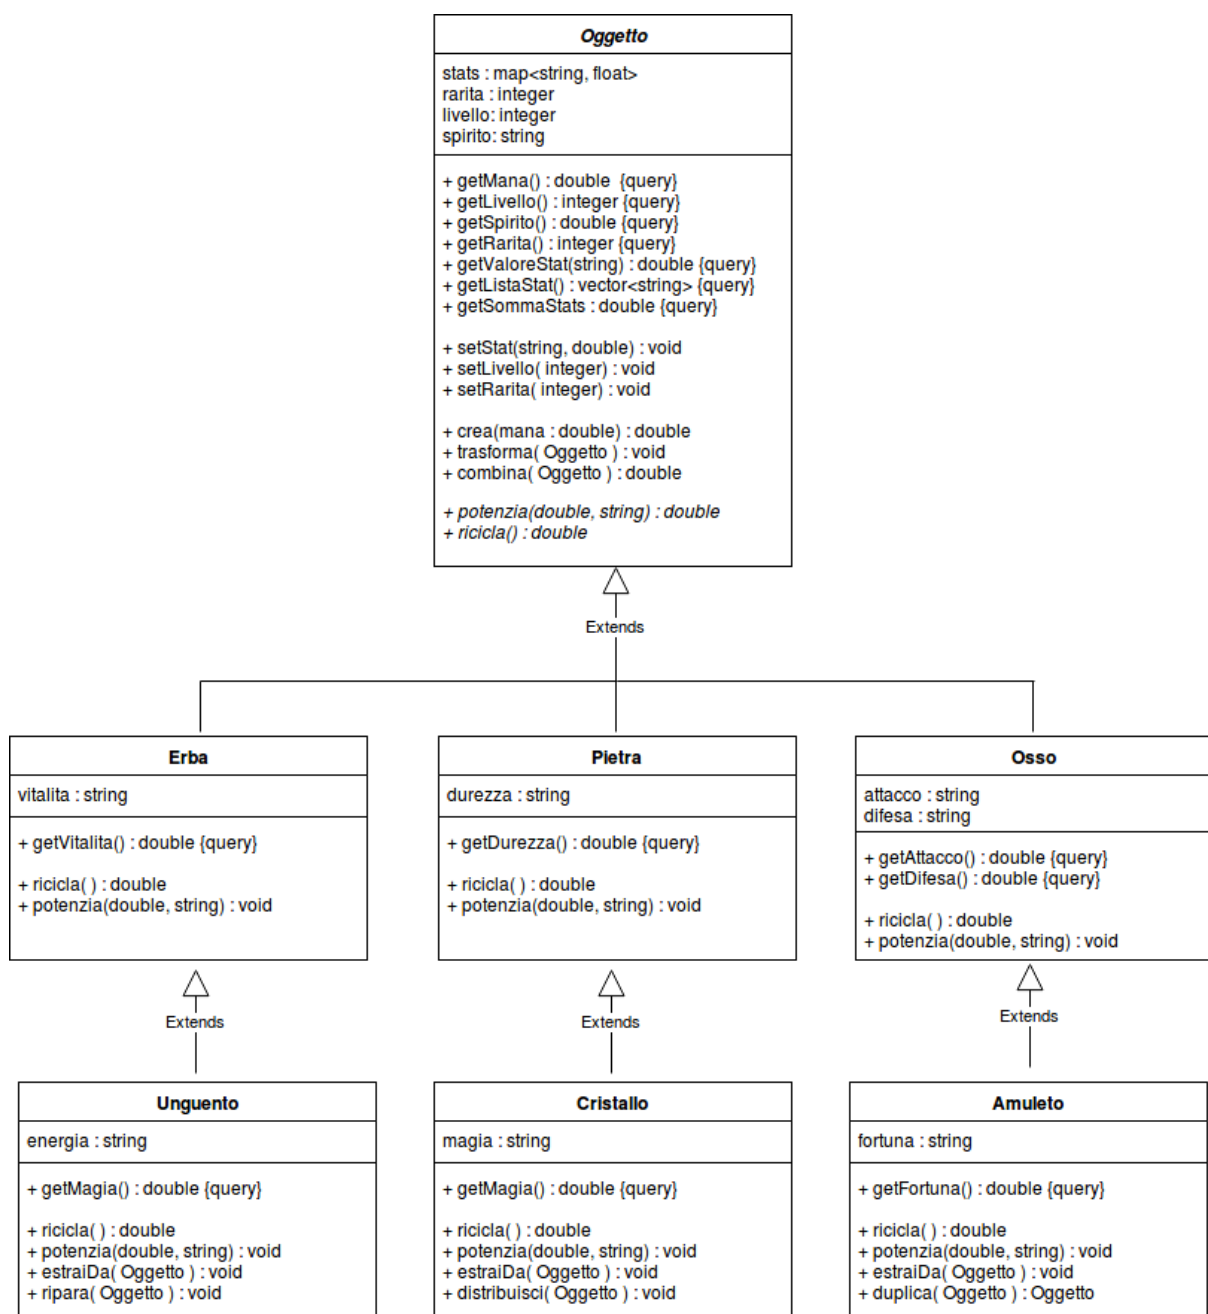 Oggetto
stats : map<string, float>
rarita : integer
livello: integer
spirito: string
+ getMana() : double {query}
+ getLivello() : integer {query}
+ getSpirito() : double {query}
+ getRarita() : integer {query}
+ getValoreStat(string) : double {query}
+ getListaStat() : vector<string> {query}
+ getSommaStats : double {query}
+ setStat(string, double) : void
+ setLivello( integer) : void
+ setRarita( integer) : void
+ crea(mana : double) : double
+ trasforma( Oggetto ) : void
+ combina( Oggetto ) : double
+ potenzia(double, string) : double
+ ricicla() : double
Extends
Erba
vitalita : string
+ getVitalita() : double {query}
+ ricicla( ) : double
+ potenzia(double, string) : void
Pietra
durezza : string
+ getDurezza() : double {query}
+ ricicla( ) : double
+ potenzia(double, string) : void
Osso
attacco : string
difesa : string
+ getAttacco() : double {query}
+ getDifesa() : double {query}
+ ricicla( ) : double
+ potenzia(double, string) : void
Extends
Extends
Extends
Unguento
energia : string
+ getMagia() : double {query}
+ ricicla( ) : double
+ potenzia(double, string) : void
+ estraiDa( Oggetto ) : void
+ ripara( Oggetto ) : void
Cristallo
magia : string
+ getMagia() : double {query}
+ ricicla( ) : double
+ potenzia(double, string) : void
+ estraiDa( Oggetto ) : void
+ distribuisci( Oggetto ) : void
Amuleto
fortuna : string
+ getFortuna() : double {query}
+ ricicla( ) : double
+ potenzia(double, string) : void
+ estraiDa( Oggetto ) : void
+ duplica( Oggetto ) : Oggetto